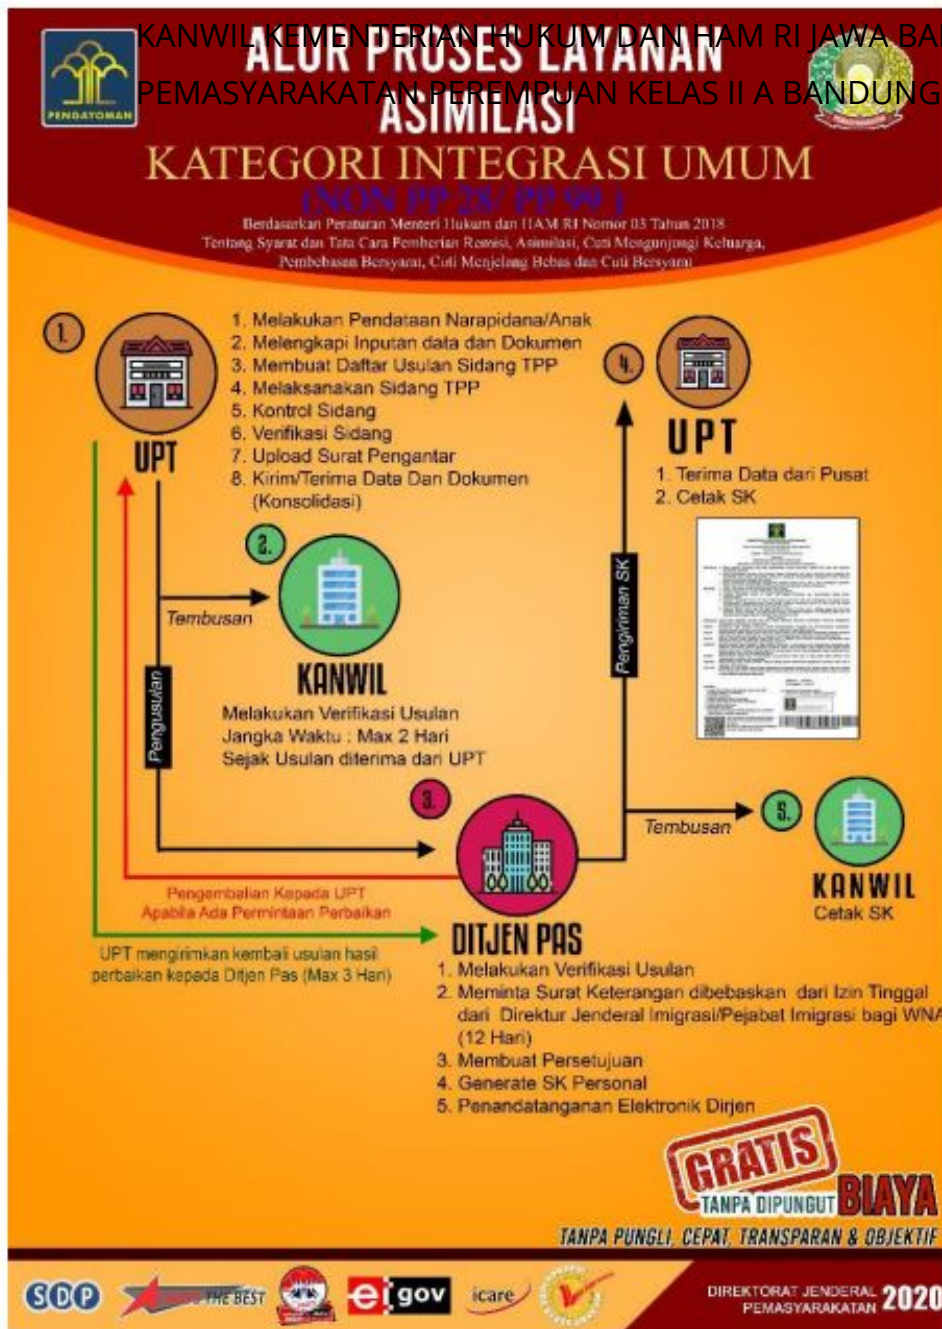 KANWIL KEMENTERIAN HUKUM DAN HAM RI JAWA BA
PEMASYARAKATAN PEREMPUAN KELAS II A BANDUNG
ALUR PROSES LAYANAN
ASIMILASI
PENGAYOMAN
KATEGORI INTEGRASI UMUM
(NON PP 28/ PP 99 )
Berdasarkan Peraturan Menteri Hukum dan HAM RI Nomor 03 Tahun 2018
Tentang Syarat dan Tata Cara Pemberian Remisi, Asimilasi, Cuti Mengunjungi Keluarga,
Pembebasan Bersyarat, Cuti Menjelang Bebas dan Cuti Bersyarat
1.
UPT
1. Melakukan Pendataan Narapidana/Anak
2. Melengkapi Inputan data dan Dokumen
3. Membuat Daftar Usulan Sidang TPP
4. Melaksanakan Sidang TPP
5. Kontrol Sidang
6. Verifikasi Sidang
7. Upload Surat Pengantar
8. Kirim/Terima Data Dan Dokumen
(Konsolidasi)
4.
UPT
1. Terima Data dari Pusat
2. Cetak SK
2.
Tembusan
KANWIL
Melakukan Verifikasi Usulan
Jangka Waktu : Max 2 Hari
Sejak Usulan diterima dari UPT
Pengusulan
Pengiriman SK
3.
Tembusan
5.
KANWIL
Cetak SK
Pengembalian Kepada UPT
Apabila Ada Permintaan Perbaikan
UPT mengirimkan kembali usulan hasil
perbaikan kepada Ditjen Pas (Max 3 Hari)
DITJEN PAS
1. Melakukan Verifikasi Usulan
2. Meminta Surat Keterangan dibebaskan dari Izin Tinggal
dari Direktur Jenderal Imigrasi/Pejabat Imigrasi bagi WNA
(12 Hari)
3. Membuat Persetujuan
4. Generate SK Personal
5. Penandatanganan Elektronik Dirjen
GRATIS
TANPA DIPUNGUT BIAYA
TANPA PUNGLI, CEPAT, TRANSPARAN & OBJEKTIF
SDP
THE BEST
ei gov
icare
DIREKTORAT JENDERAL
PEMASYARAKATAN 2020